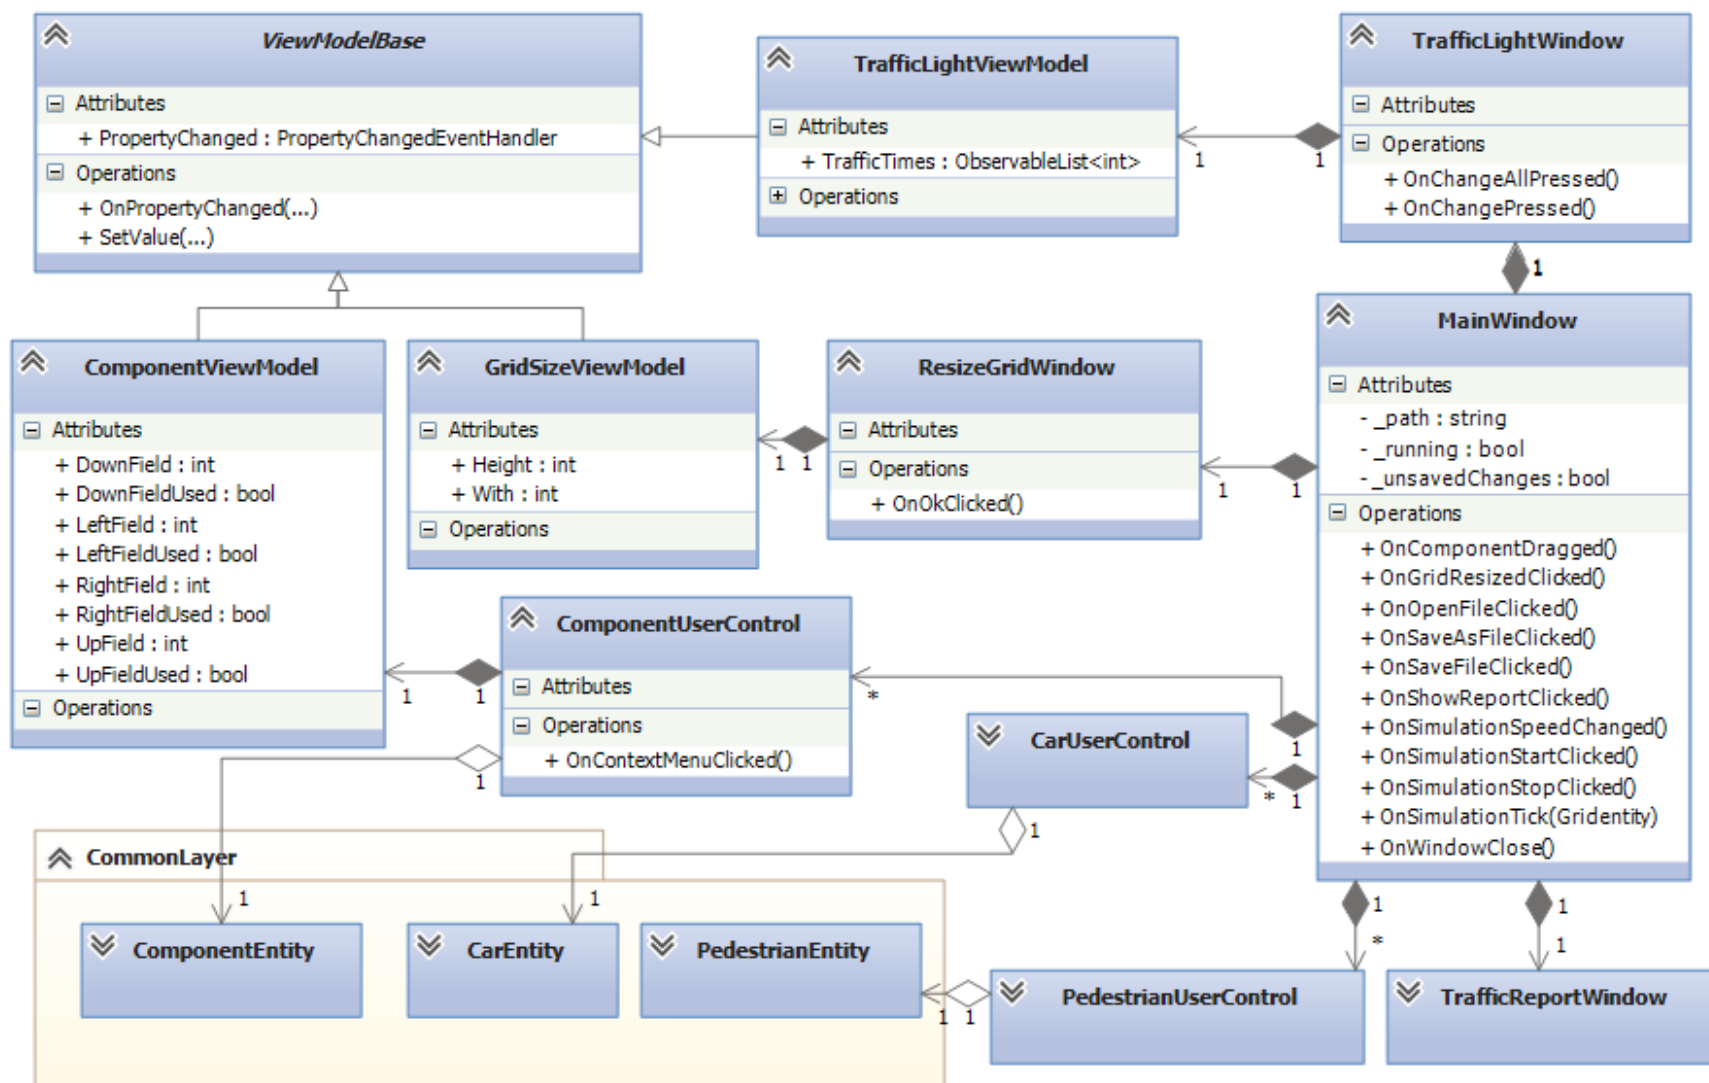 ViewModelBase
Attributes
+ PropertyChanged : PropertyChangedEventHandler
Operations
+ OnPropertyChanged(...)
+ SetValue(...)
TrafficLightViewModel
Attributes
+ TrafficTimes : ObservableList<int>
Operations
1
1
TrafficLightWindow
Attributes
Operations
+ OnChangeAllPressed()
+ OnChangePressed()
1
ComponentViewModel
Attributes
+ DownField : int
+ DownFieldUsed : bool
+ LeftField : int
+ LeftFieldUsed : bool
+ RightField : int
+ RightFieldUsed : bool
+ UpField : int
+ UpFieldUsed : bool
Operations
GridSizeViewModel
Attributes
+ Height : int
+ With : int
Operations
1
1
ResizeGridWindow
Attributes
Operations
+ OnOkClicked()
1
1
MainWindow
Attributes
- _path : string
- _running : bool
- _unsavedChanges : bool
Operations
+ OnComponentDragged()
+ OnGridResizedClicked()
+ OnOpenFileClicked()
+ OnSaveAsFileClicked()
+ OnSaveFileClicked()
+ OnShowReportClicked()
+ OnSimulationSpeedChanged()
+ OnSimulationStartClicked()
+ OnSimulationStopClicked()
+ OnSimulationTick(Gridentity)
+ OnWindowClose()
1
1
ComponentUserControl
Attributes
Operations
+ OnContextMenuClicked()
1
*
1
CarUserControl
*
1
1
CommonLayer
1
1
ComponentEntity
CarEntity
PedestrianEntity
1
1
1
*
PedestrianUserControl
1
1
TrafficReportWindow